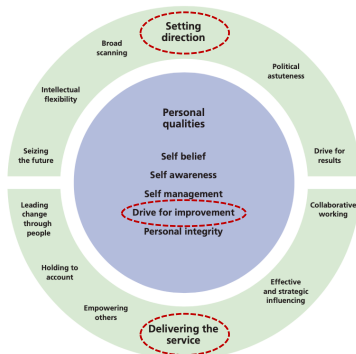 Setting
direction
Broad
scanning
Political
astuteness
Intellectual
flexibility
Seizing
the future
Drive for
results
Personal
qualities
Self belief
Self awareness
Self management
Drive for improvement
Personal integrity
Leading
change
through
people
Collaborative
working
Holding to
account
Effective
and strategic
influencing
Empowering
others
Delivering the
service